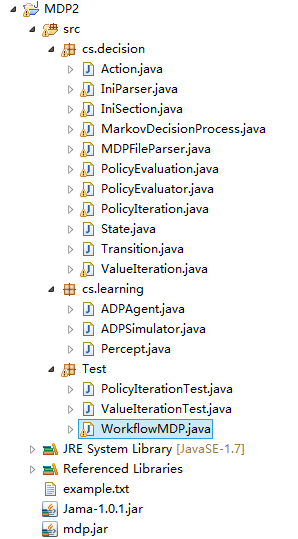 MDP2
src
cs.decision
Action.java
IniParser.java
IniSection.java
MarkovDecisionProcess.java
MDPFileParser.java
PolicyEvaluation.java
PolicyEvaluator.java
PolicyIteration.java
State.java
Transition.java
ValueIteration.java
cs.learning
ADPAgent.java
ADPSimulator.java
Percept.java
Test
PolicyIterationTest.java
ValueIterationTest.java
WorkflowMDP.java
JRE System Library [JavaSE-1.7]
Referenced Libraries
example.txt
Jama-1.0.1.jar
mdp.jar